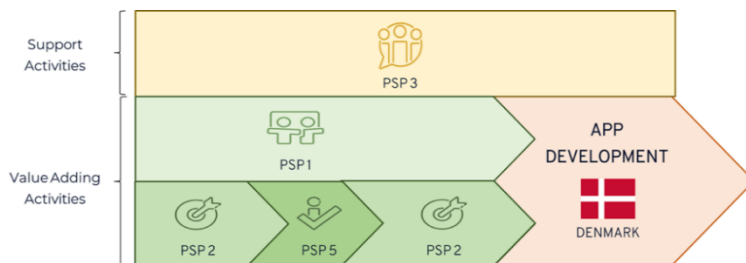 Support
Activities
PSP 3
Value Adding
Activities
PSP 1
PSP 2
PSP 5
PSP 2
APP
DEVELOPMENT
DENMARK